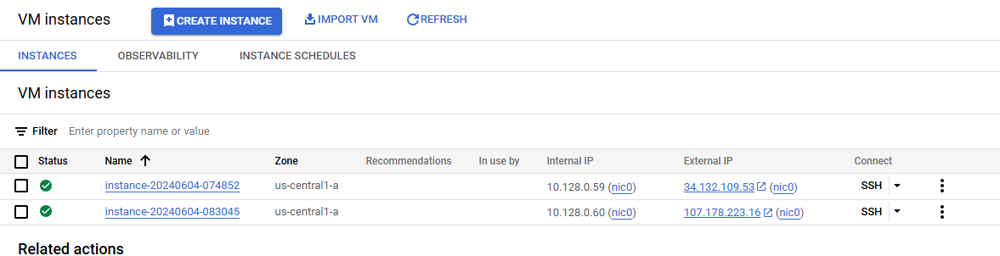 VM instances CREATE INSTANCE IMPORT VM REFRESH
INSTANCES OBSERVABILITY INSTANCE SCHEDULES
VM instances
Filter Enter property name or value
Status Name Zone Recommendations In use by Internal IP External IP Connect
instance-20240604-074852 us-central1-a 10.128.0.59 (nic0) 34.132.109.53 (nic0) SSH
instance-20240604-083045 us-central1-a 10.128.0.60 (nic0) 107.178.223.16 (nic0) SSH
Related actions